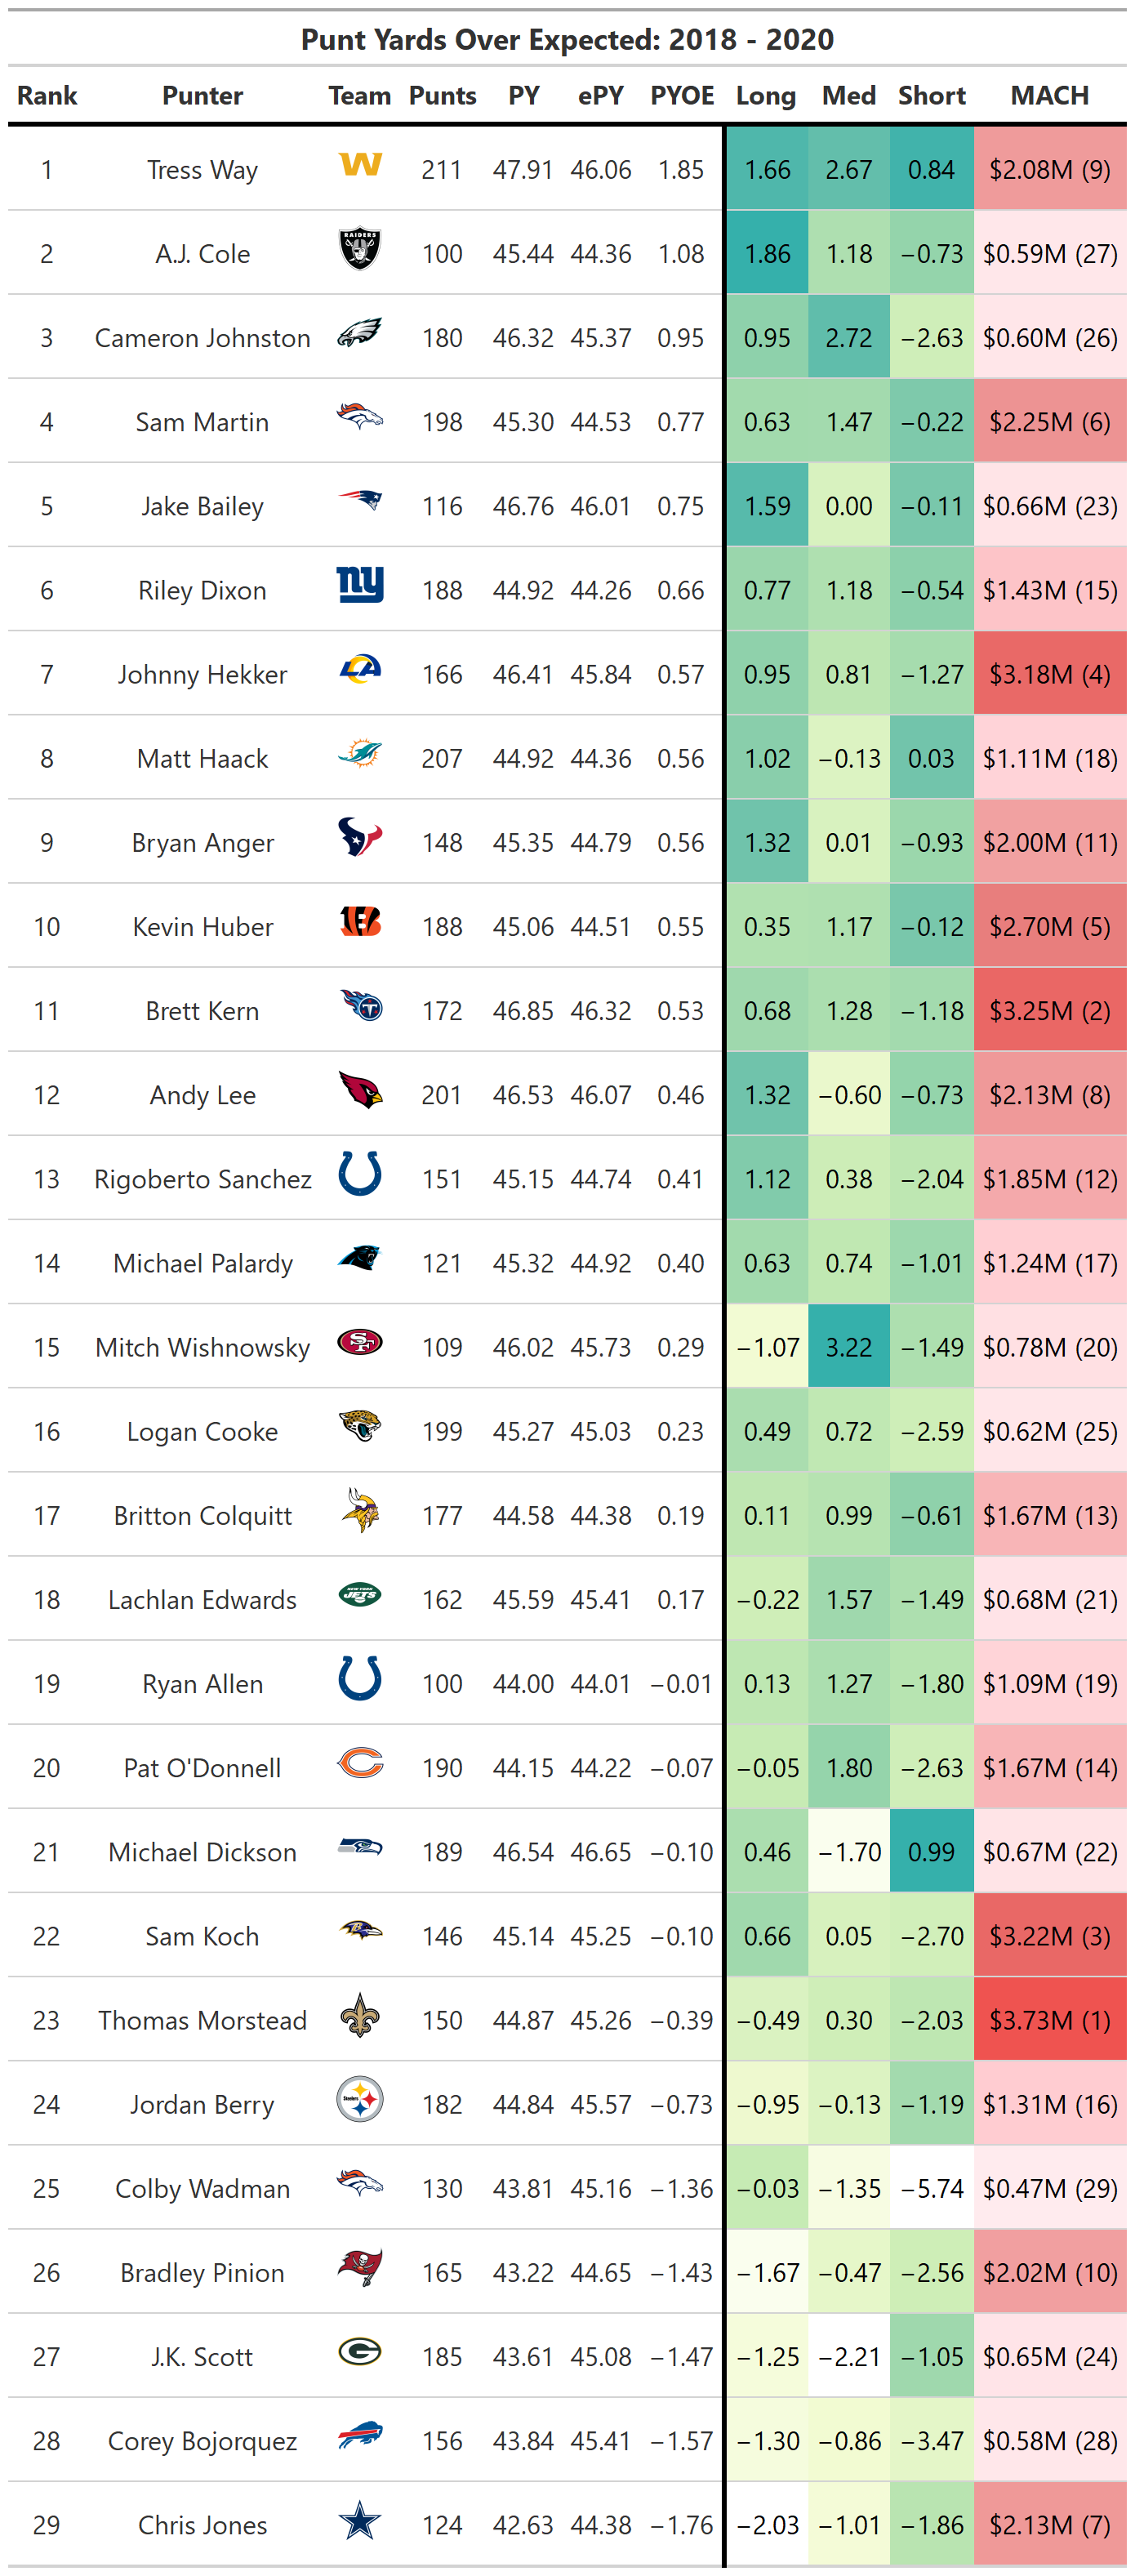 Punt Yards Over Expected: 2018 - 2020
Rank Punter Team Punts PY ePY PYOE Long Med Short MACH
1 Tress Way W 211 47.91 46.06 1.85 1.66 2.67 0.84 $2.08M (9)
2 A.J. Cole RAIDERS 100 45.44 44.36 1.08 1.86 1.18 −0.73 $0.59M (27)
3 Cameron Johnston 180 46.32 45.37 0.95 0.95 2.72 −2.63 $0.60M (26)
4 Sam Martin 198 45.30 44.53 0.77 0.63 1.47 −0.22 $2.25M (6)
5 Jake Bailey 116 46.76 46.01 0.75 1.59 0.00 −0.11 $0.66M (23)
6 Riley Dixon ny 188 44.92 44.26 0.66 0.77 1.18 −0.54 $1.43M (15)
7 Johnny Hekker LA 166 46.41 45.84 0.57 0.95 0.81 −1.27 $3.18M (4)
8 Matt Haack 207 44.92 44.36 0.56 1.02 −0.13 0.03 $1.11M (18)
9 Bryan Anger 148 45.35 44.79 0.56 1.32 0.01 −0.93 $2.00M (11)
10 Kevin Huber B 188 45.06 44.51 0.55 0.35 1.17 −0.12 $2.70M (5)
11 Brett Kern T 172 46.85 46.32 0.53 0.68 1.28 −1.18 $3.25M (2)
12 Andy Lee 201 46.53 46.07 0.46 1.32 −0.60 −0.73 $2.13M (8)
13 Rigoberto Sanchez 151 45.15 44.74 0.41 1.12 0.38 −2.04 $1.85M (12)
14 Michael Palardy 121 45.32 44.92 0.40 0.63 0.74 −1.01 $1.24M (17)
15 Mitch Wishnowsky SF 109 46.02 45.73 0.29 −1.07 3.22 −1.49 $0.78M (20)
16 Logan Cooke 199 45.27 45.03 0.23 0.49 0.72 −2.59 $0.62M (25)
17 Britton Colquitt 177 44.58 44.38 0.19 0.11 0.99 −0.61 $1.67M (13)
18 Lachlan Edwards NEW YORK JETS 162 45.59 45.41 0.17 −0.22 1.57 −1.49 $0.68M (21)
19 Ryan Allen 100 44.00 44.01 −0.01 0.13 1.27 −1.80 $1.09M (19)
20 Pat O'Donnell C 190 44.15 44.22 −0.07 −0.05 1.80 −2.63 $1.67M (14)
21 Michael Dickson 189 46.54 46.65 −0.10 0.46 −1.70 0.99 $0.67M (22)
22 Sam Koch 146 45.14 45.25 −0.10 0.66 0.05 −2.70 $3.22M (3)
23 Thomas Morstead 150 44.87 45.26 −0.39 −0.49 0.30 −2.03 $3.73M (1)
24 Jordan Berry Steelers 182 44.84 45.57 −0.73 −0.95 −0.13 −1.19 $1.31M (16)
25 Colby Wadman 130 43.81 45.16 −1.36 −0.03 −1.35 −5.74 $0.47M (29)
26 Bradley Pinion 165 43.22 44.65 −1.43 −1.67 −0.47 −2.56 $2.02M (10)
27 J.K. Scott G 185 43.61 45.08 −1.47 −1.25 −2.21 −1.05 $0.65M (24)
28 Corey Bojorquez 156 43.84 45.41 −1.57 −1.30 −0.86 −3.47 $0.58M (28)
29 Chris Jones 124 42.63 44.38 −1.76 −2.03 −1.01 −1.86 $2.13M (7)